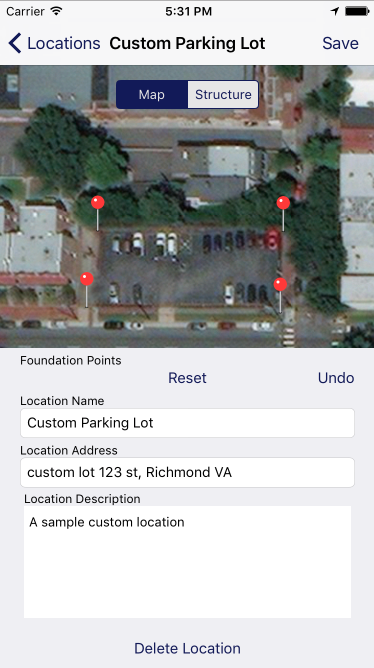 Carrier 5:31 PM
Locations Custom Parking Lot Save
Map Structure
Foundation Points
Reset Undo
Location Name
Custom Parking Lot
Location Address
custom lot 123 st, Richmond VA
Location Description
A sample custom location
Delete Location